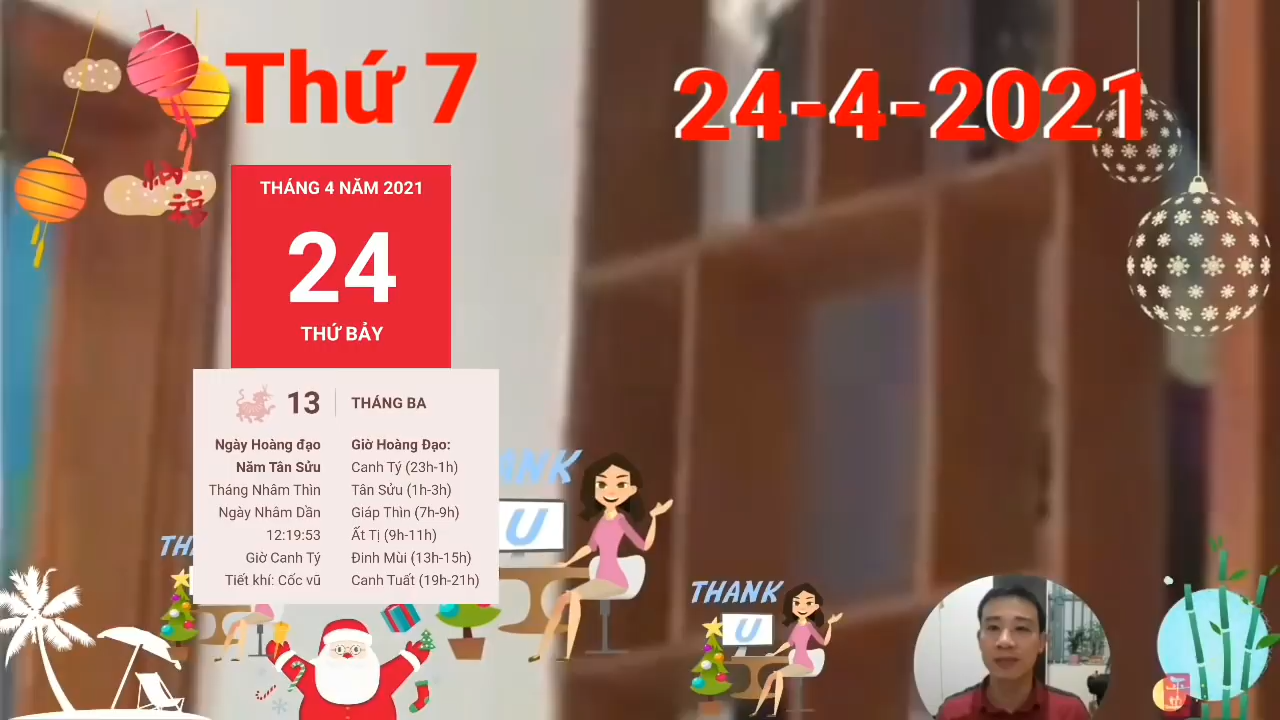 Thứ 7
24-4-2021
THÁNG 4 NĂM 2021
24
THỨ BẢY
13
THÁNG BA
Ngày Hoàng đạo
Năm Tân Sửu
Tháng Nhâm Thìn
Ngày Nhâm Dần
12:19:53
Giờ Canh Tý
Tiết khí: Cốc vũ
Giờ Hoàng Đạo:
Canh Tý (23h-1h)
Tân Sửu (1h-3h)
Giáp Thìn (7h-9h)
Ất Tị (9h-11h)
Đinh Mùi (13h-15h)
Canh Tuất (19h-21h)
ANK
U
TH
THANK
U